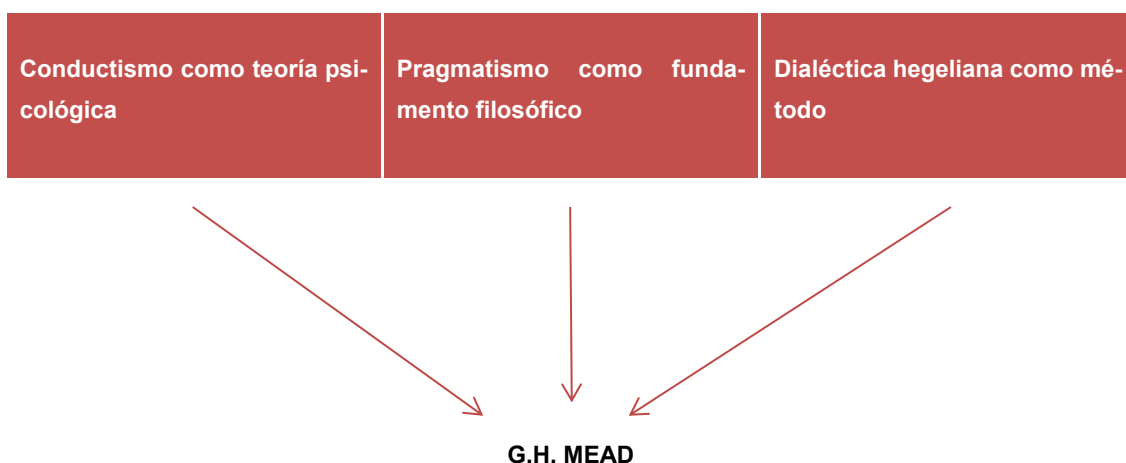 Conductismo como teoría psi-
cológica
Pragmatismo como funda-
mento filosófico
Dialéctica hegeliana como mé-
todo
G.H. MEAD